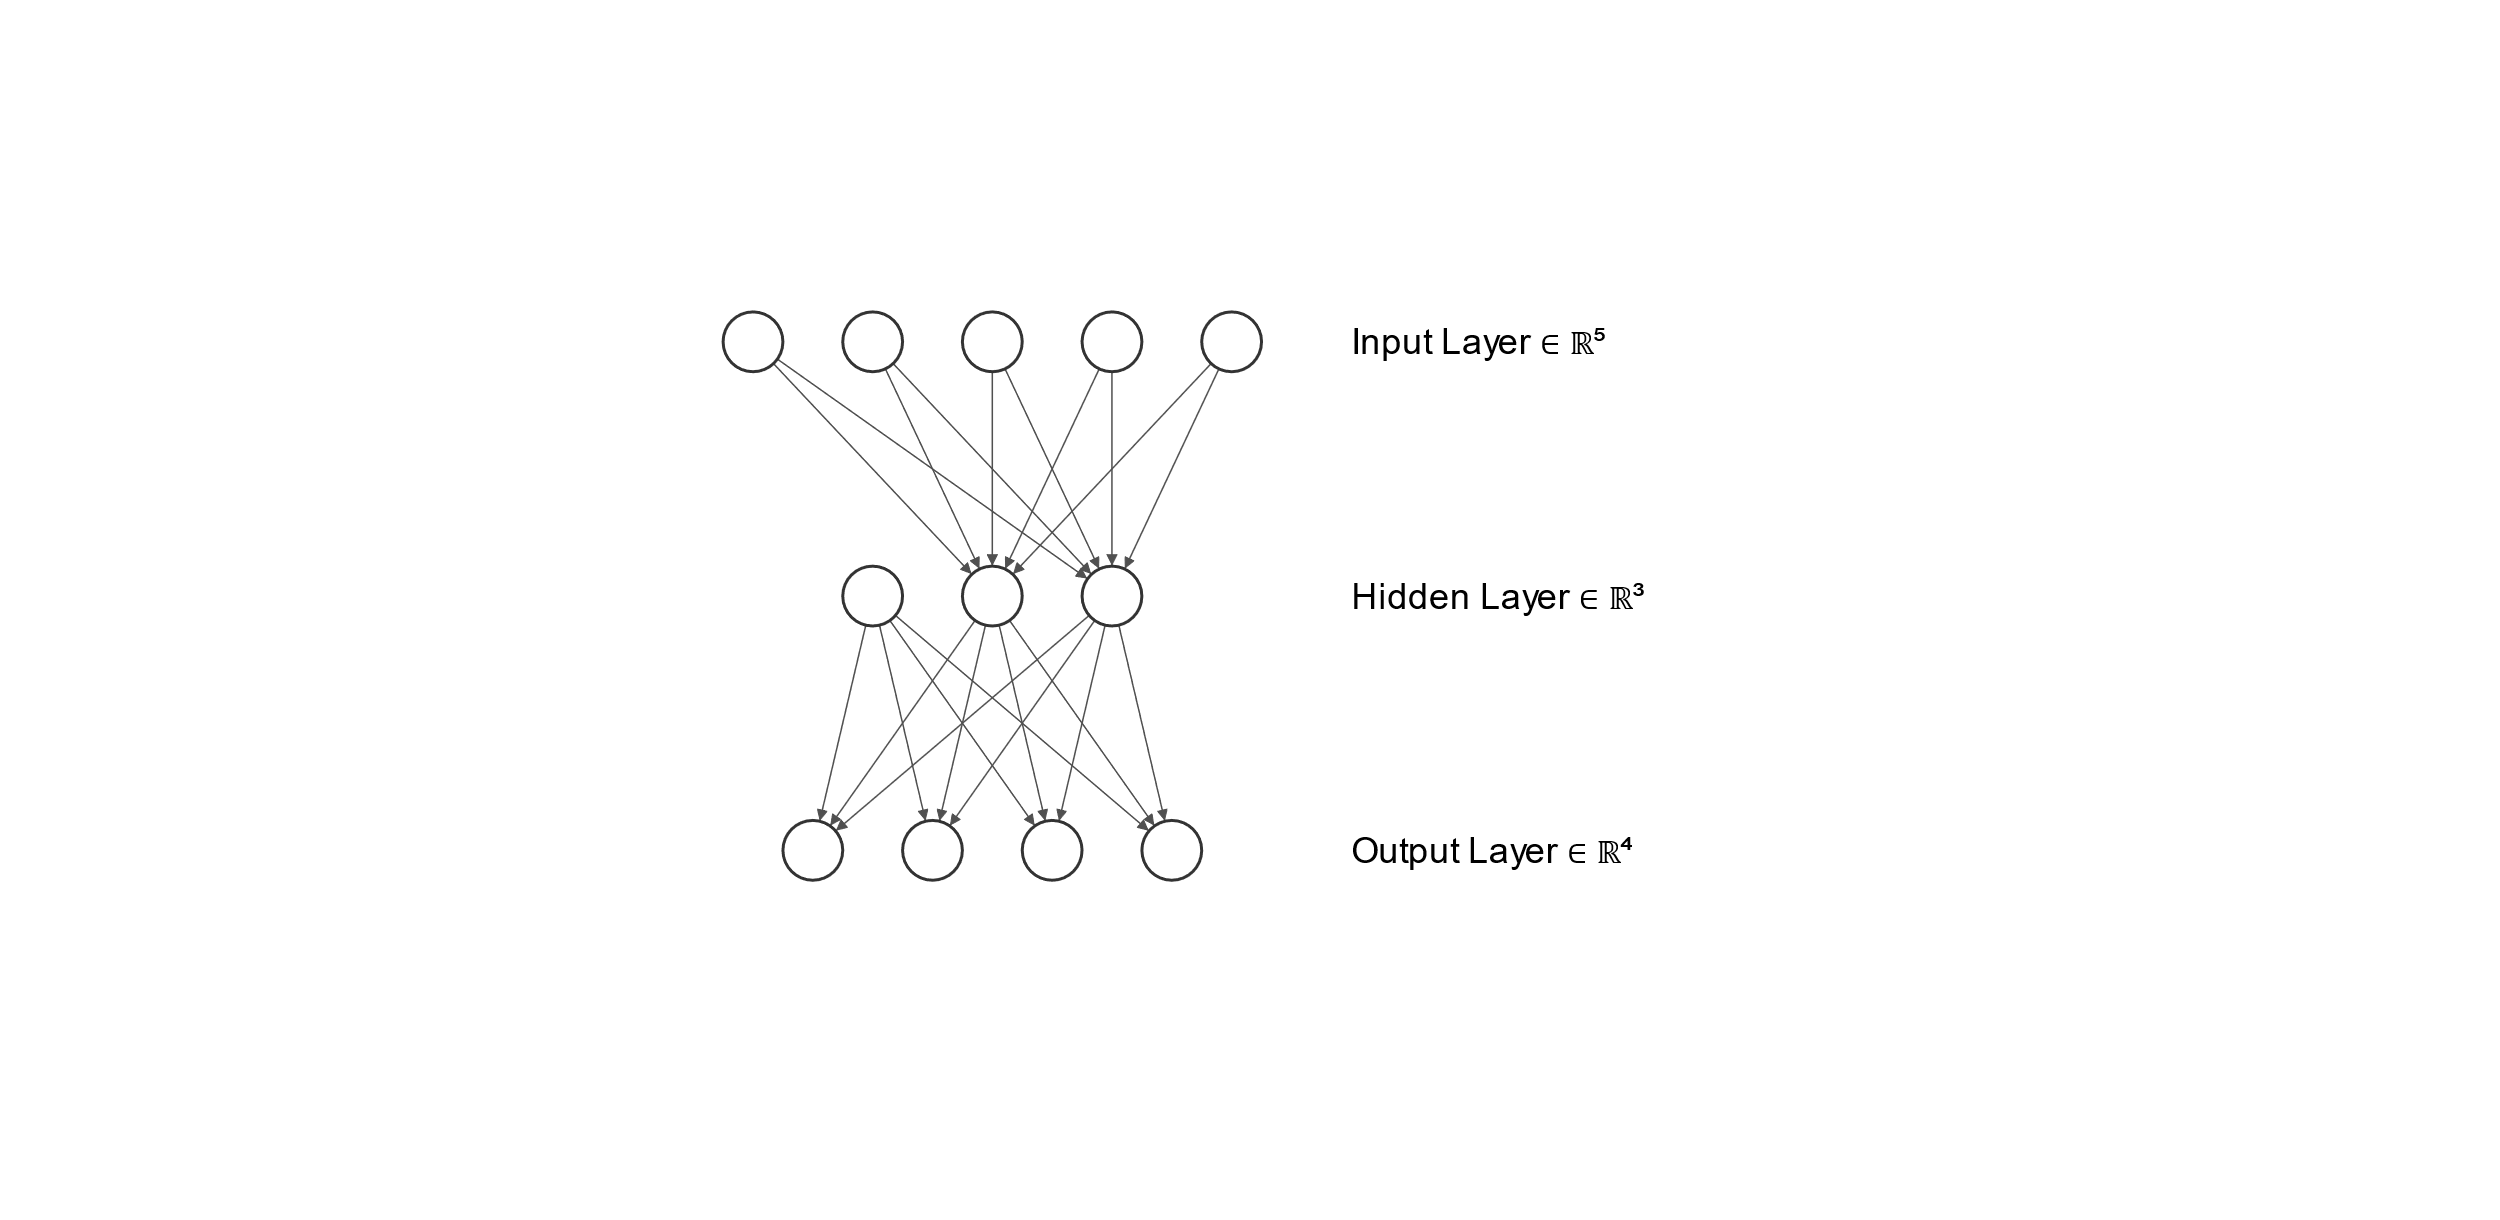 Input Layer ∈ ℝ⁵
Hidden Layer ∈ ℝ³
Output Layer ∈ ℝ⁴